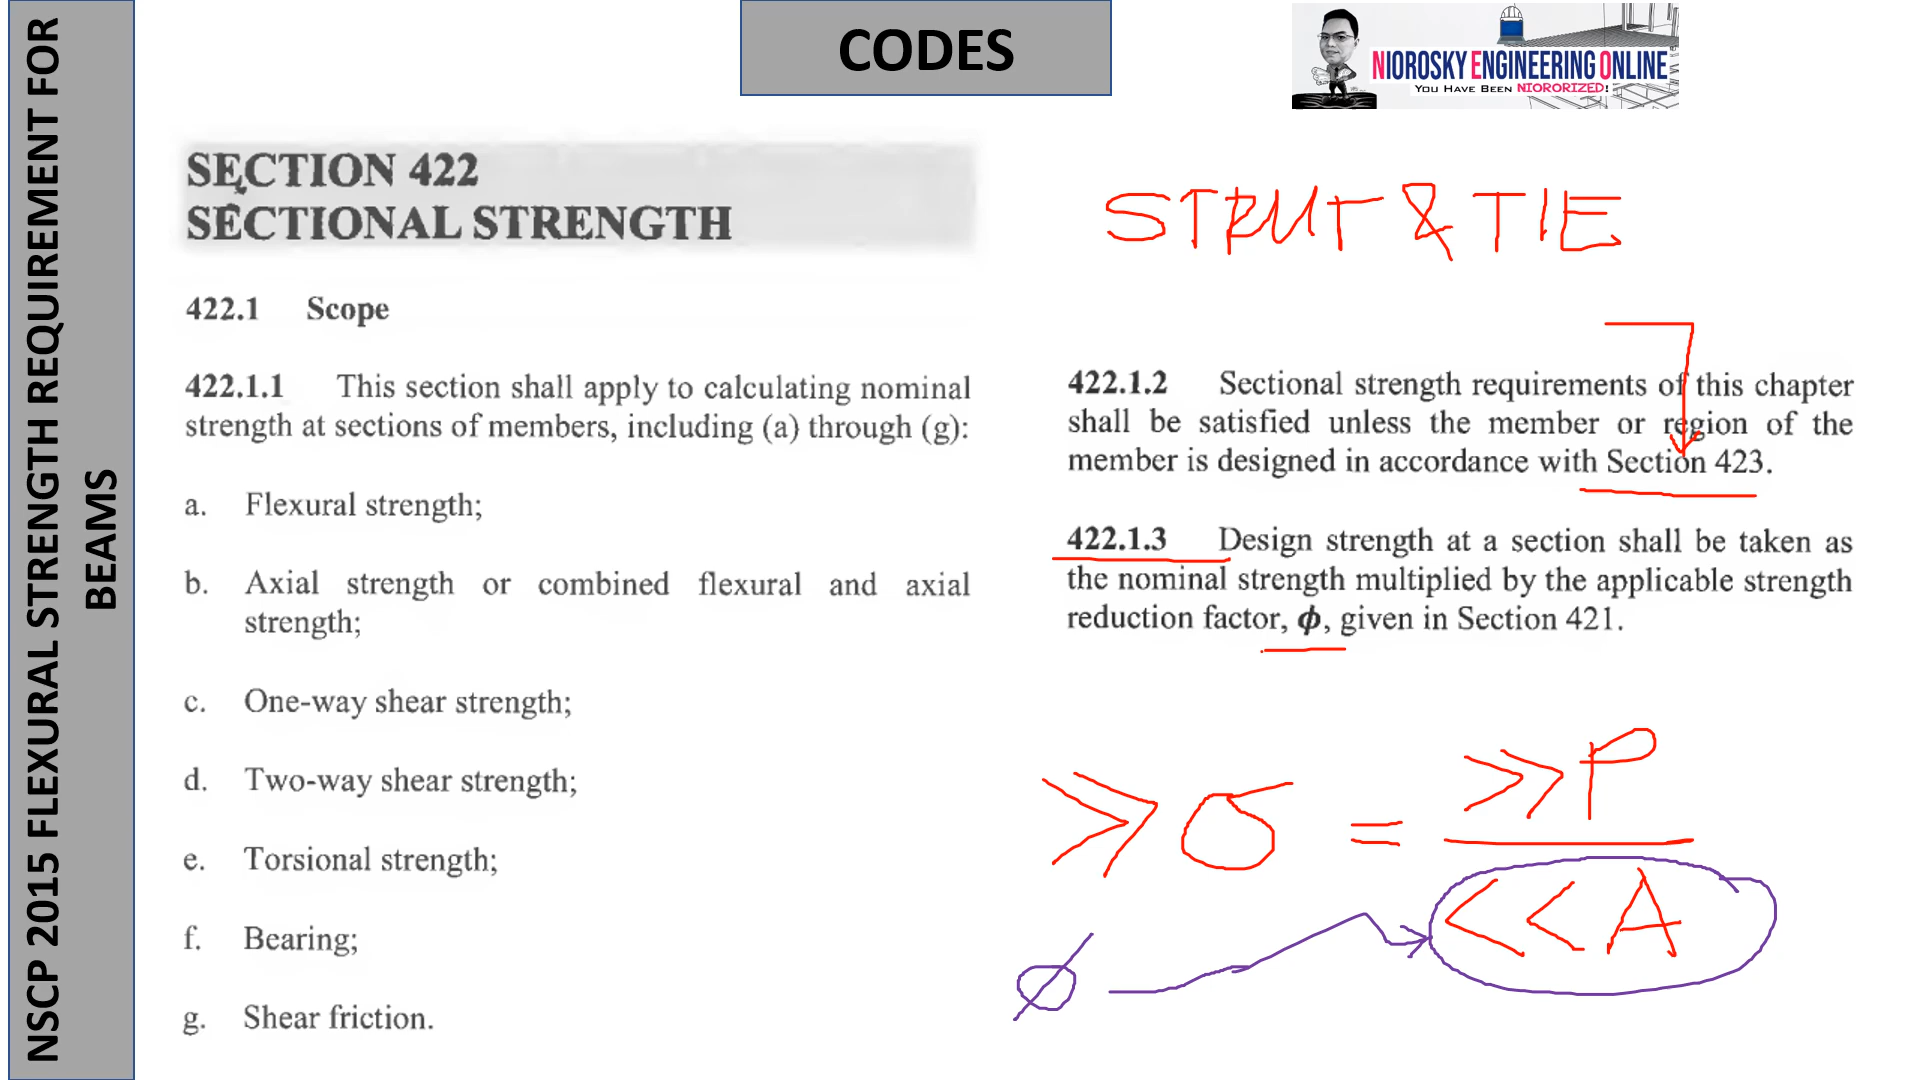 NSCP 2015 FLEXURAL STRENGTH REQUIREMENT FOR
BEAMS
CODES
NIOROSKY ENGINEERING ONLINE
YOU HAVE BEEN NIORORIZED!
SECTION 422
SECTIONAL STRENGTH
422.1 Scope
422.1.1 This section shall apply to calculating nominal
strength at sections of members, including (a) through (g):
a. Flexural strength;
b. Axial strength or combined flexural and axial
strength;
c. One-way shear strength;
d. Two-way shear strength;
e. Torsional strength;
f. Bearing;
g. Shear friction.
STRUT & TIE
422.1.2 Sectional strength requirements of this chapter
shall be satisfied unless the member or region of the
member is designed in accordance with Section 423.
422.1.3 Design strength at a section shall be taken as
the nominal strength multiplied by the applicable strength
reduction factor, ϕ, given in Section 421.
>>P
>>σ =
<<A
ϕ